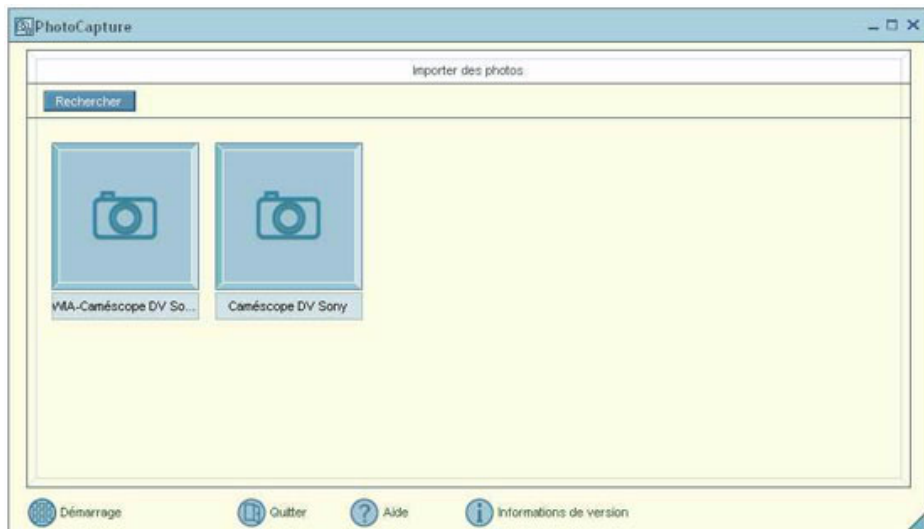 PhotoCapture
Importer des photos
Rechercher
WIA-Caméscope DV So...
Caméscope DV Sony
Démarrage
Quitter
Aide
Informations de version